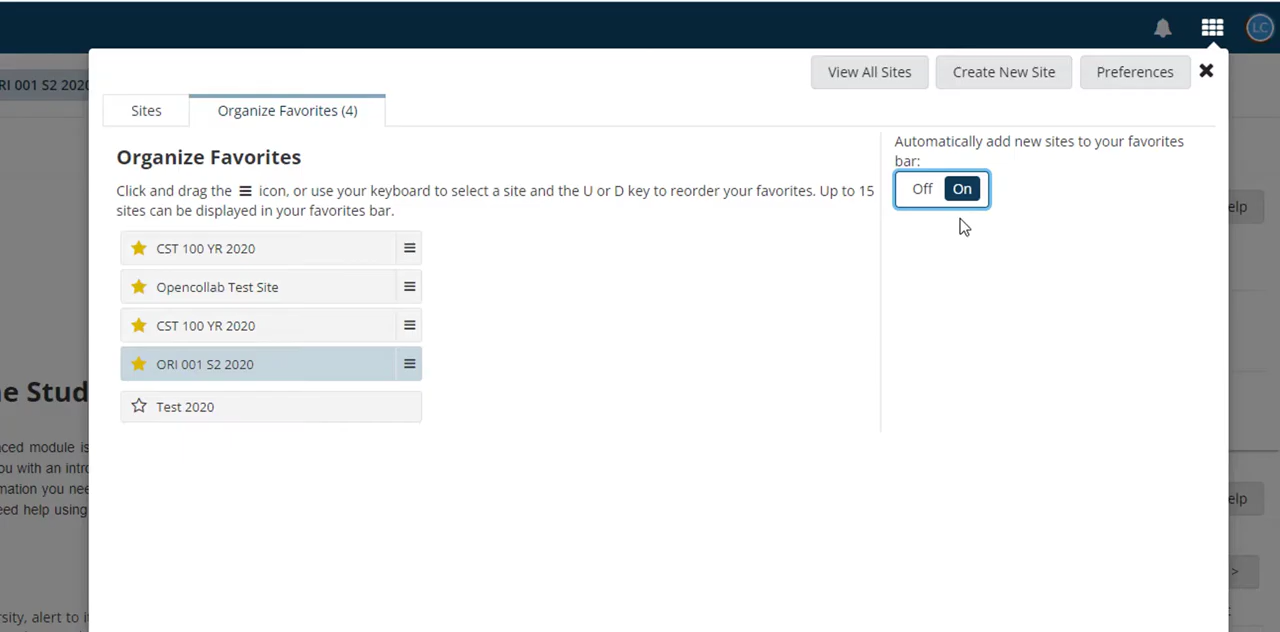 LC
RI 001 S2 2020
View All Sites
Create New Site
Preferences
Sites
Organize Favorites (4)
Organize Favorites
Click and drag the icon, or use your keyboard to select a site and the U or D key to reorder your favorites. Up to 15
sites can be displayed in your favorites bar.
Automatically add new sites to your favorites
bar:
Off On
CST 100 YR 2020
Opencollab Test Site
CST 100 YR 2020
ORI 001 S2 2020
Test 2020
elp
e Stud
ced module is
ou with an intro
mation you nee
eed help using
elp
>
rsity, alert to i